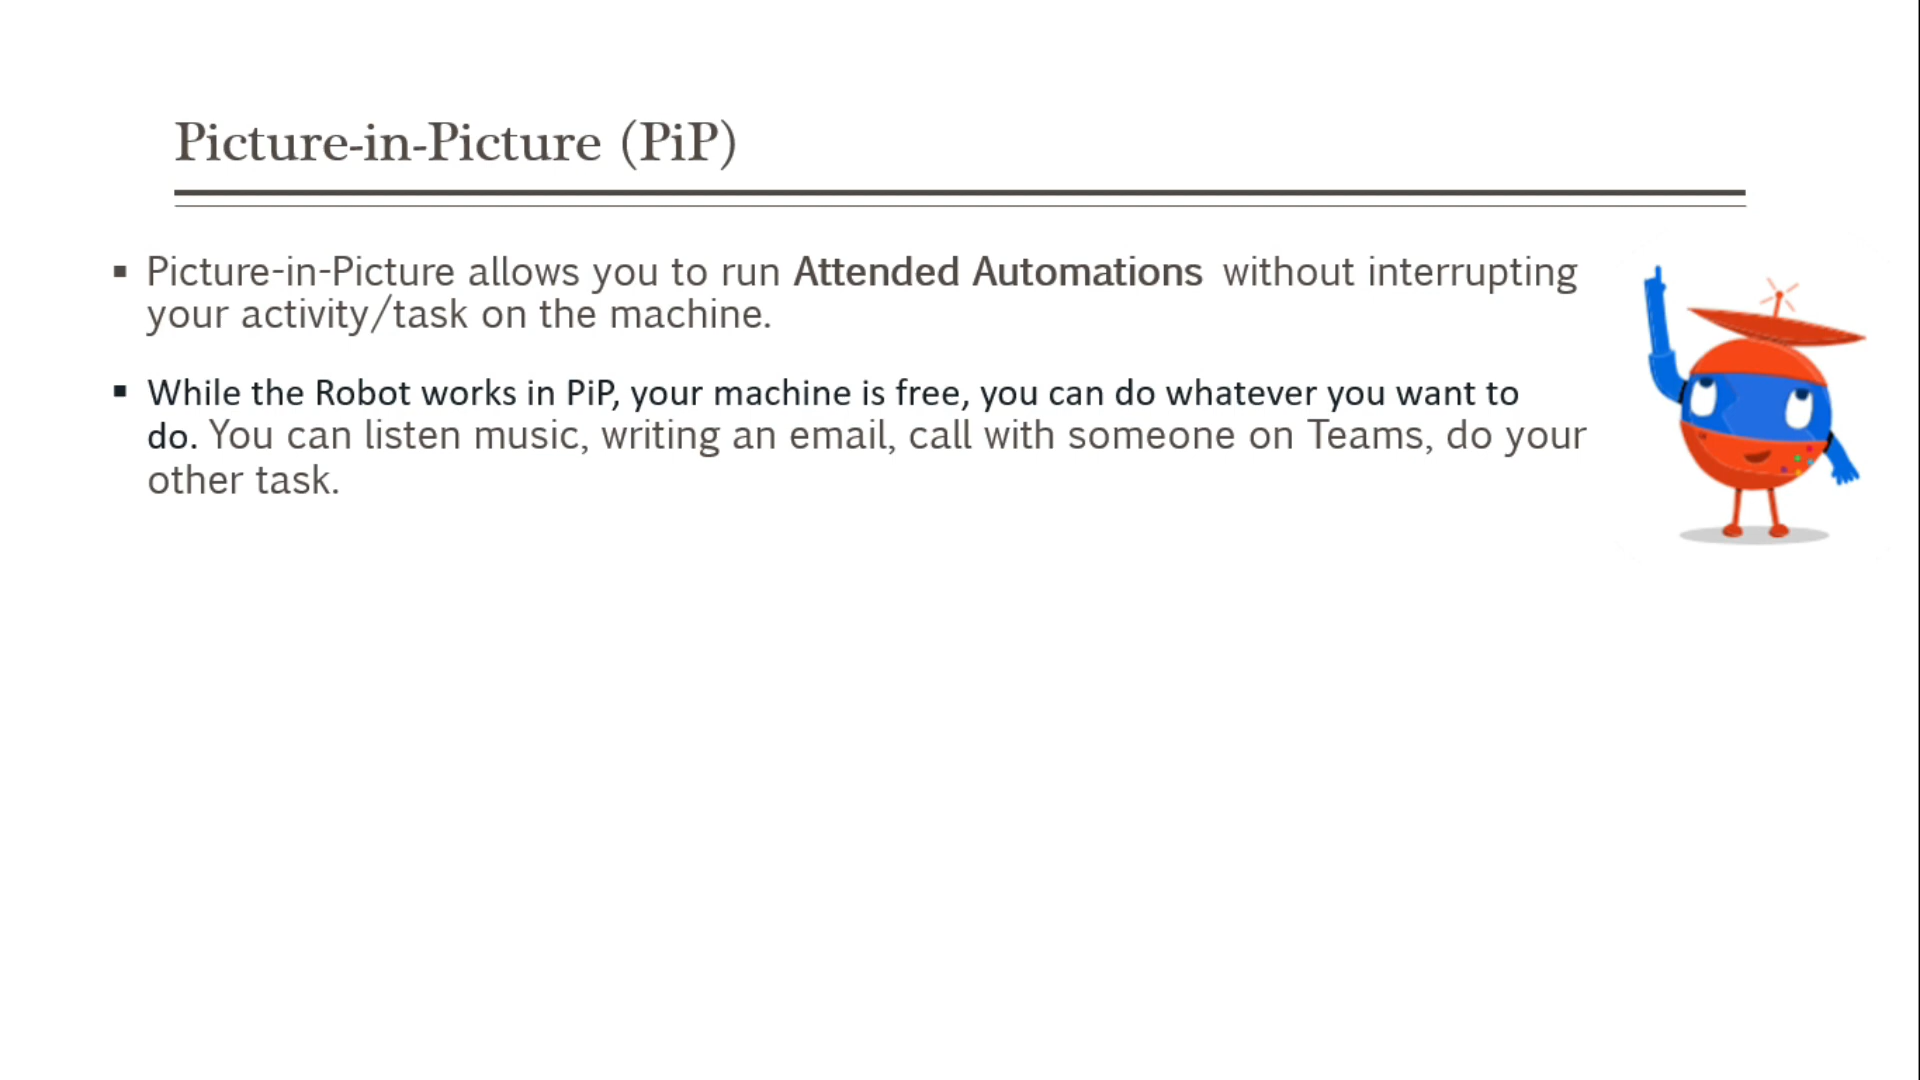 Picture-in-Picture (PiP)
▪ Picture-in-Picture allows you to run Attended Automations without interrupting
your activity/task on the machine.
▪ While the Robot works in PiP, your machine is free, you can do whatever you want to
do. You can listen music, writing an email, call with someone on Teams, do your
other task.